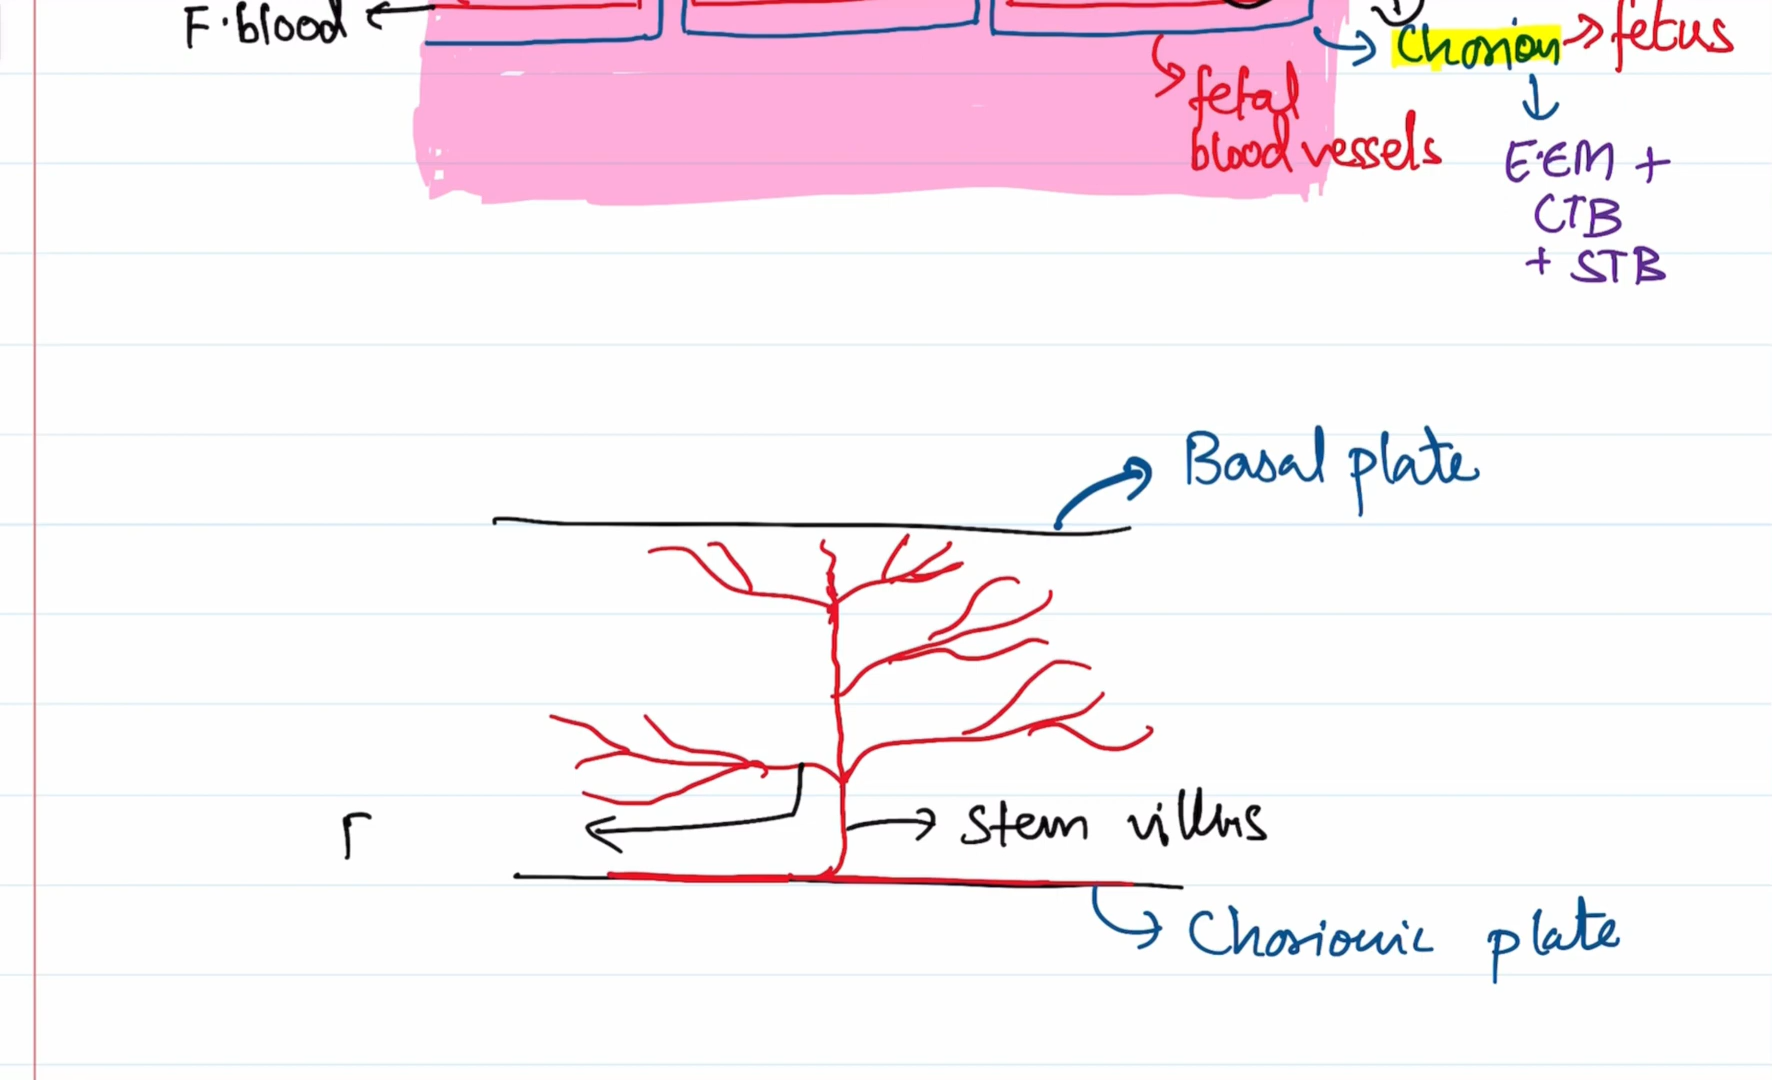 F.blood
Chorion → fetus
fetal
blood vessels
E.EM +
CTB
+ STB
Basal plate
Stem villus
Chorionic plate